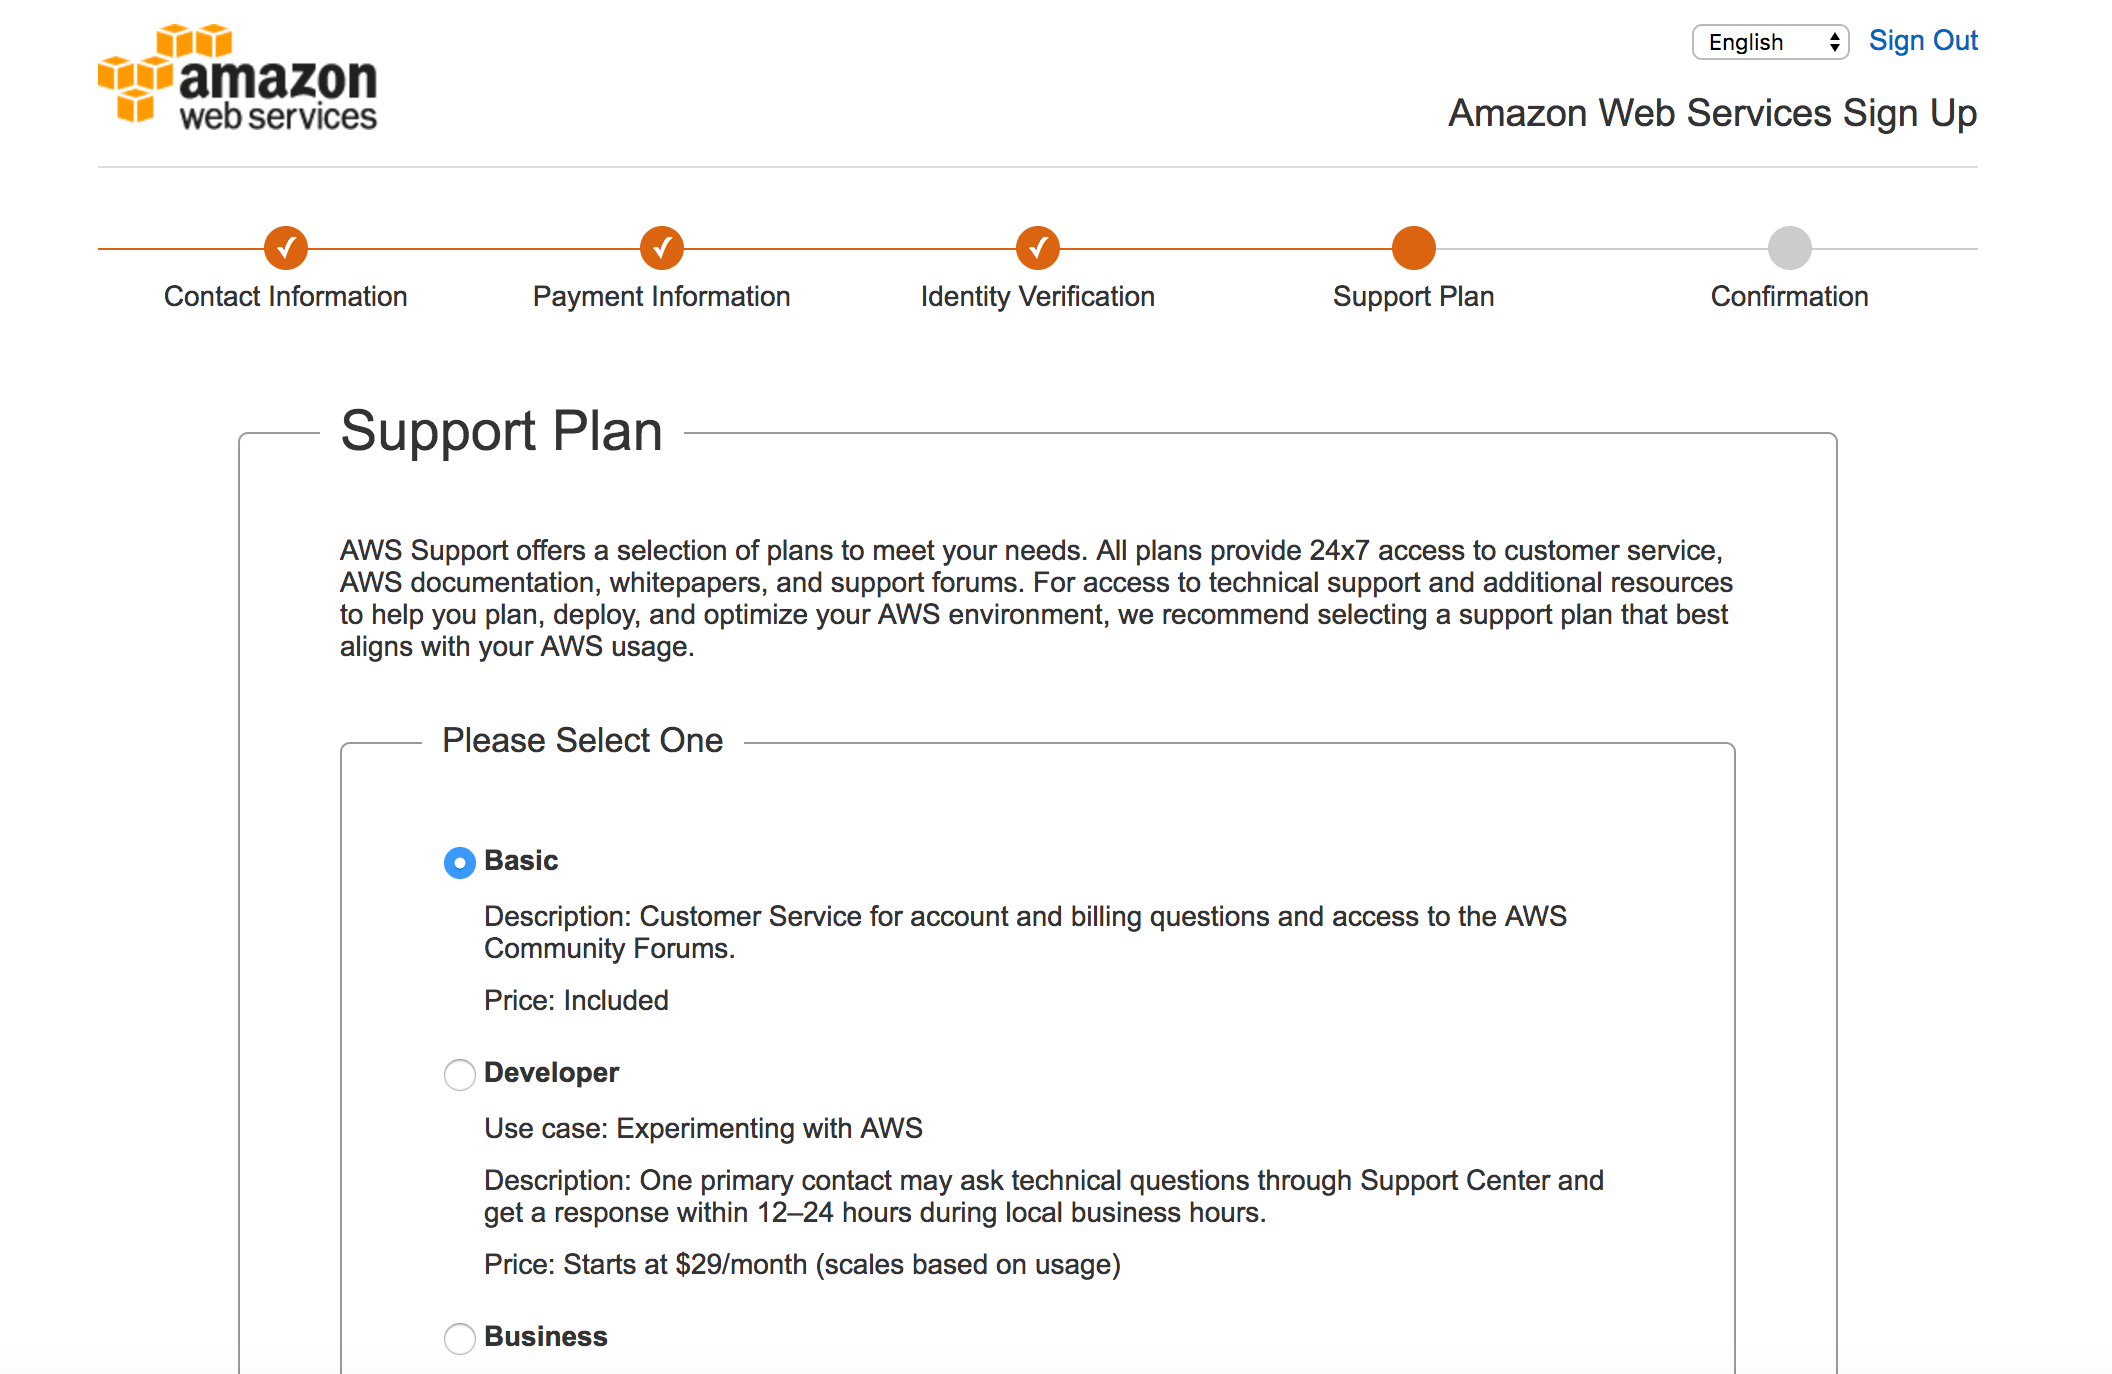 amazon
web services
English
Sign Out
Amazon Web Services Sign Up
Contact Information
Payment Information
Identity Verification
Support Plan
Confirmation
Support Plan
AWS Support offers a selection of plans to meet your needs. All plans provide 24x7 access to customer service,
AWS documentation, whitepapers, and support forums. For access to technical support and additional resources
to help you plan, deploy, and optimize your AWS environment, we recommend selecting a support plan that best
aligns with your AWS usage.
Please Select One
Basic
Description: Customer Service for account and billing questions and access to the AWS
Community Forums.
Price: Included
Developer
Use case: Experimenting with AWS
Description: One primary contact may ask technical questions through Support Center and
get a response within 12–24 hours during local business hours.
Price: Starts at $29/month (scales based on usage)
Business